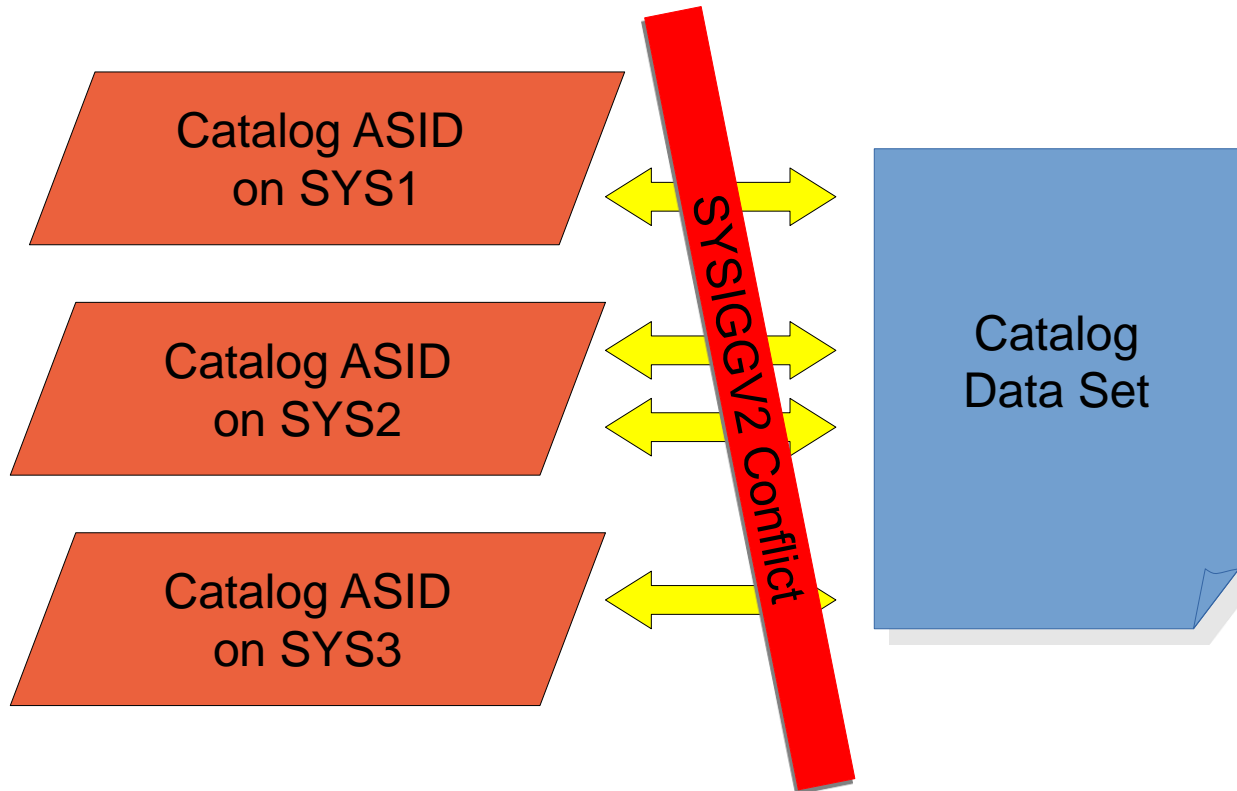 Catalog ASID
on SYS1
Catalog ASID
on SYS2
Catalog ASID
on SYS3
SYSIGGV2 Conflict
Catalog
Data Set